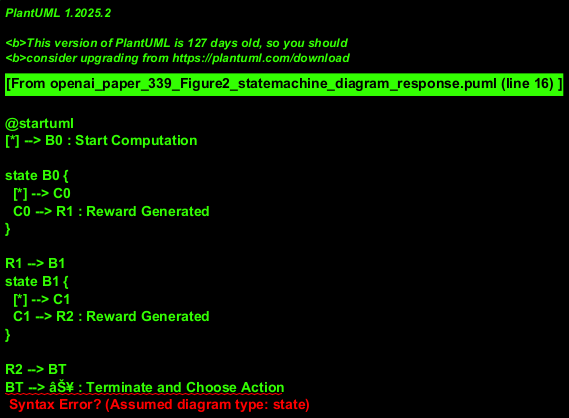 PlantUML 1.2025.2
<b>This version of PlantUML is 127 days old, so you should
<b>consider upgrading from https://plantuml.com/download
[From openai_paper_339_Figure2_statemachine_diagram_response.puml (line 16) ]
@startuml
[*] --> B0 : Start Computation
state B0 {
[*] --> C0
C0 --> R1 : Reward Generated
}
R1 --> B1
state B1 {
[*] --> C1
C1 --> R2 : Reward Generated
}
R2 --> BT
BT --> âŠ¥ : Terminate and Choose Action
Syntax Error? (Assumed diagram type: state)